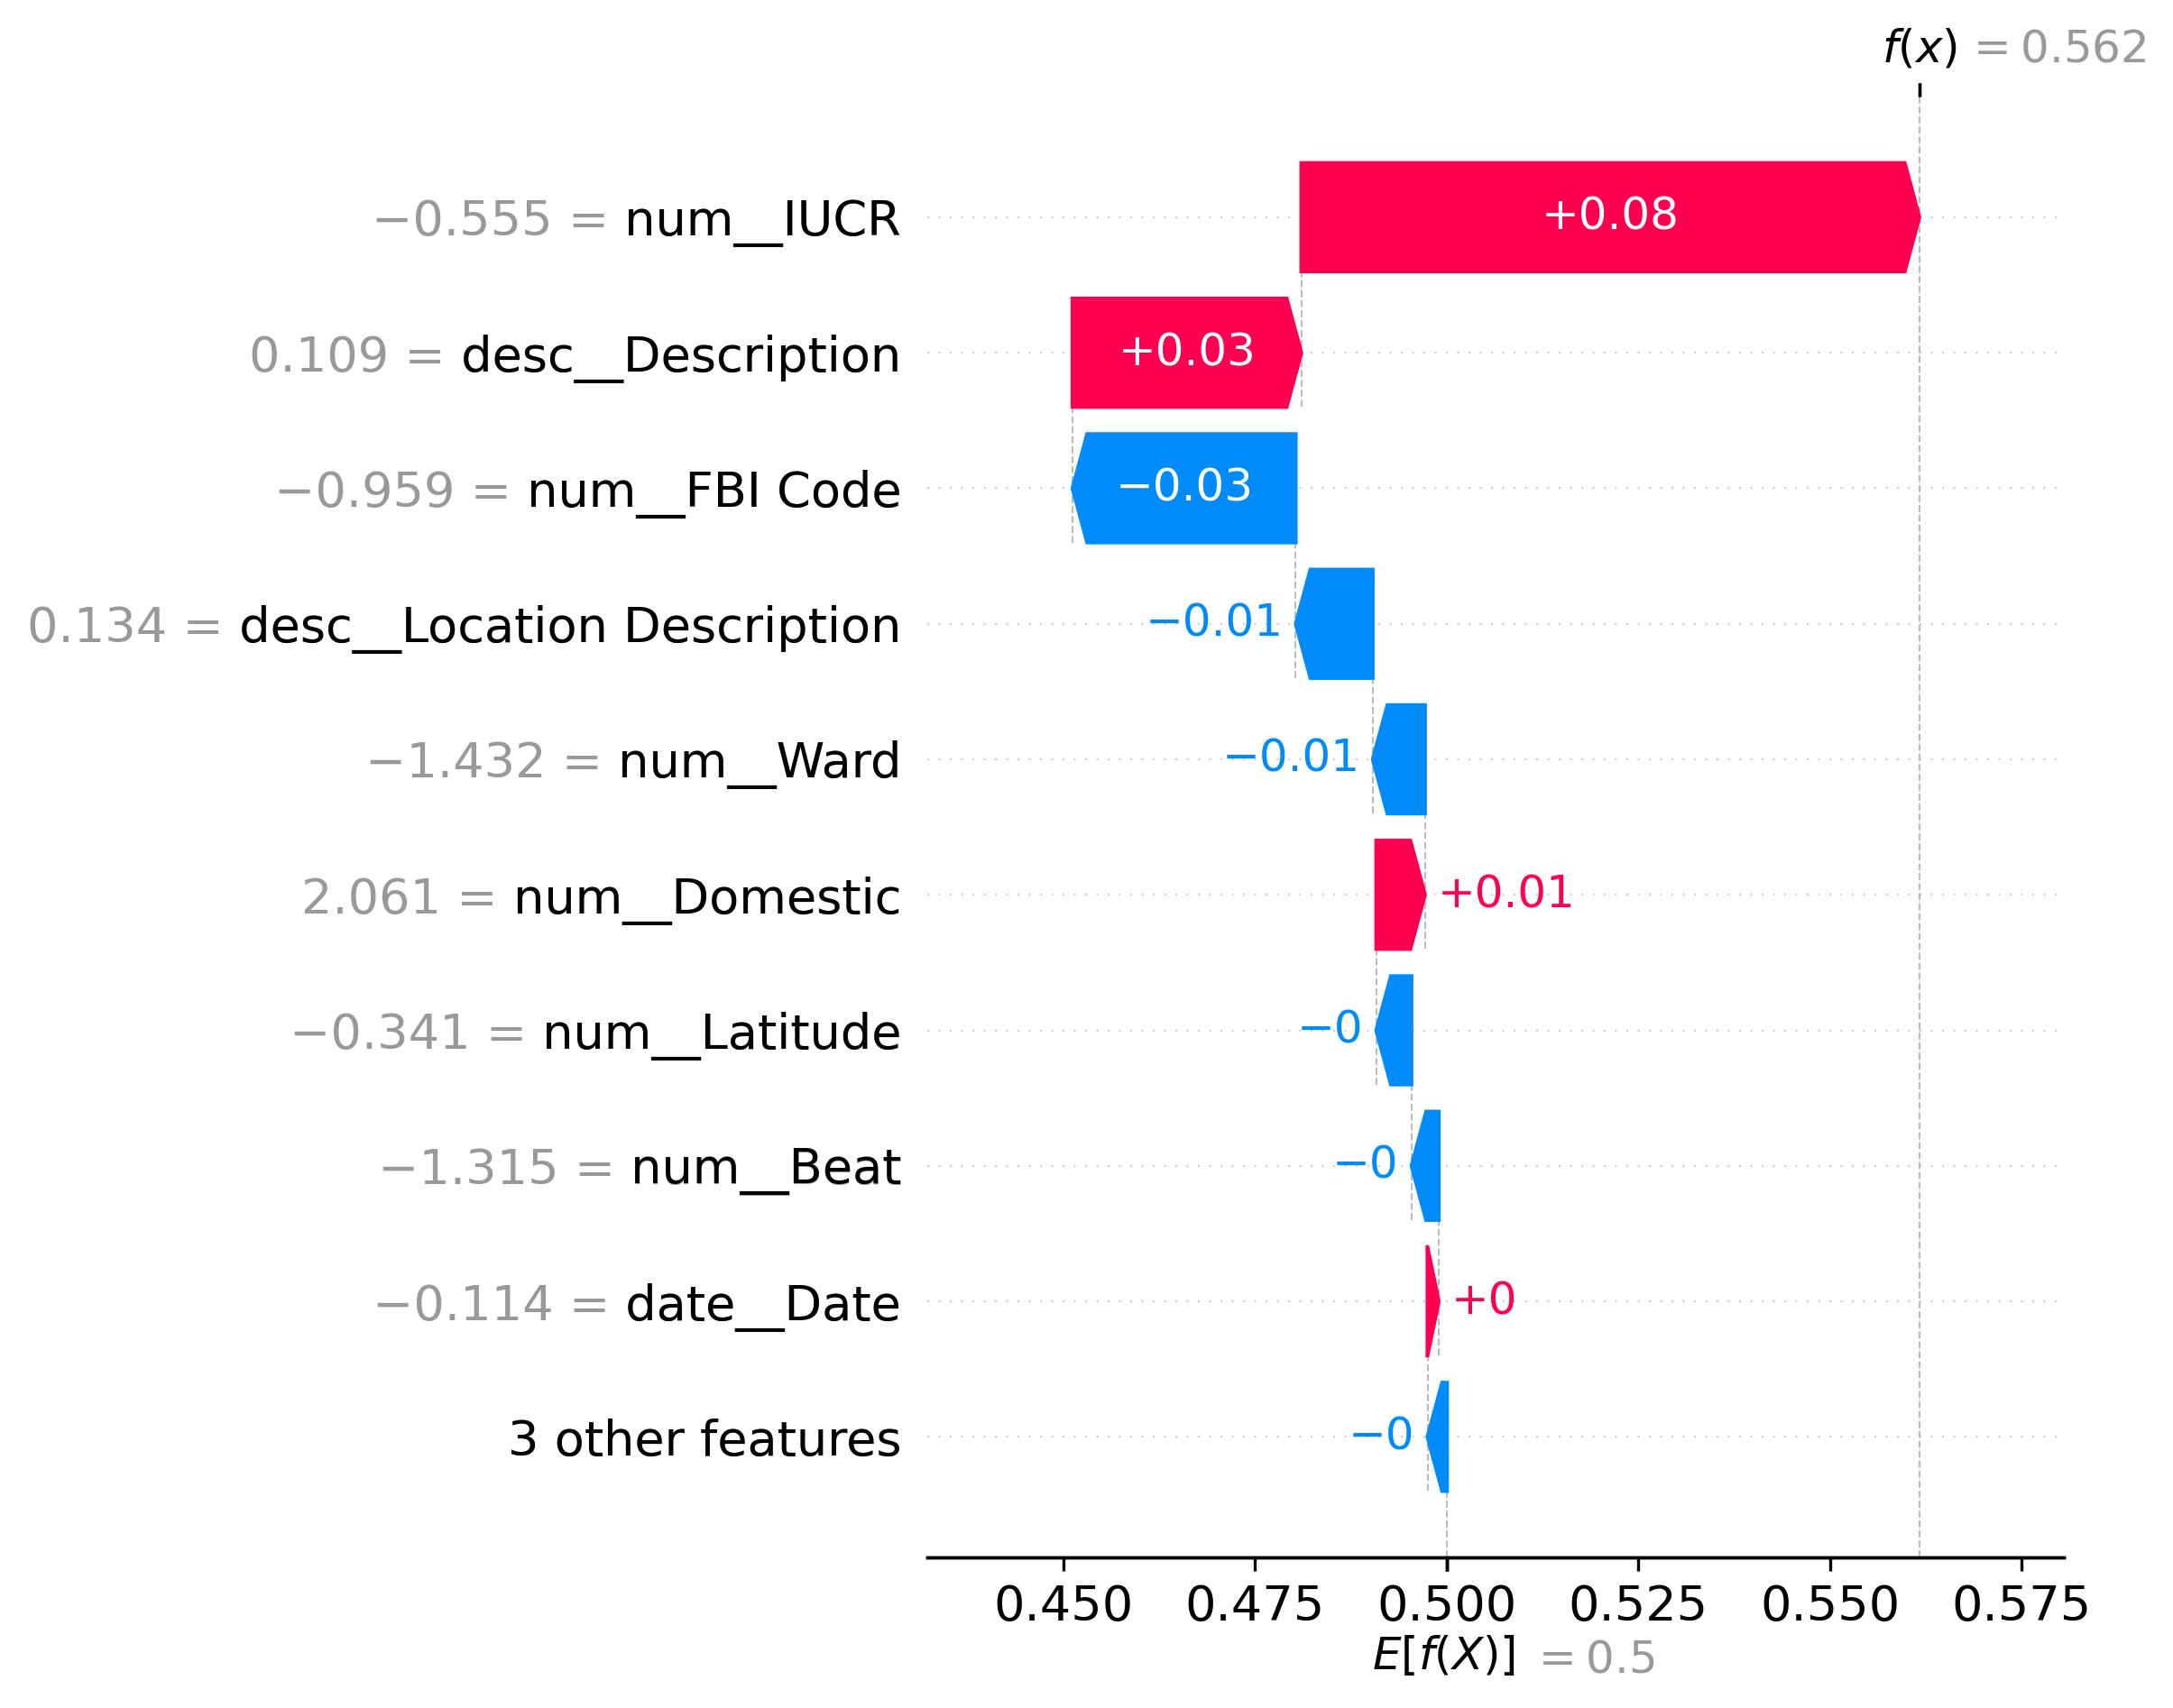 f(x) = 0.562
−0.555 = num__IUCR
+0.08
0.109 = desc__Description
+0.03
−0.959 = num__FBI Code
−0.03
0.134 = desc__Location Description
−0.01
−1.432 = num__Ward
−0.01
2.061 = num__Domestic
+0.01
−0.341 = num__Latitude
−0
−1.315 = num__Beat
−0
−0.114 = date__Date
+0
3 other features
−0
0.450 0.475 0.500 0.525 0.550 0.575
E[f(X)] = 0.5